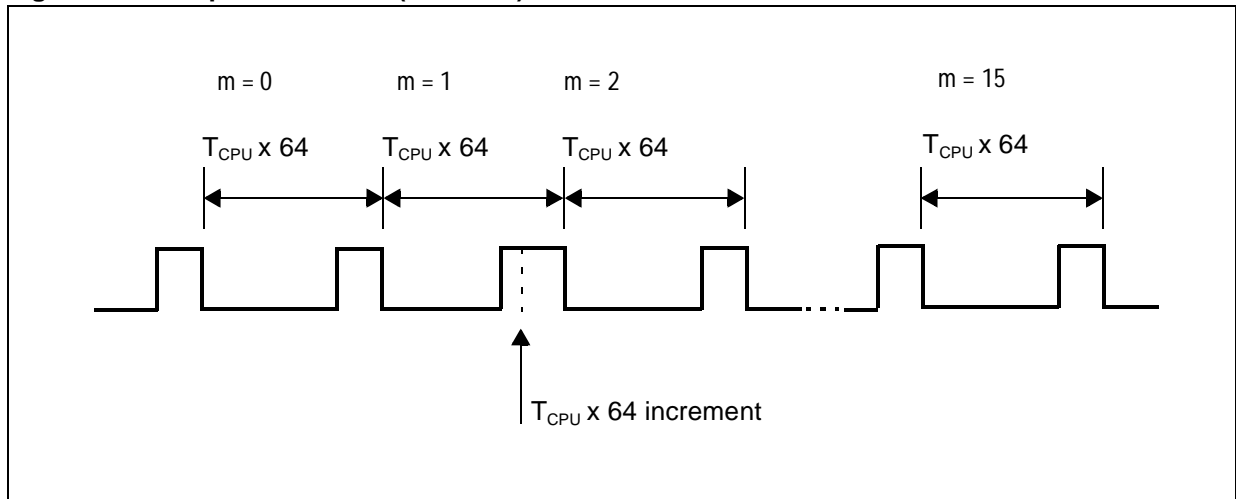 m = 0 m = 1 m = 2 m = 15
T_CPU x 64 T_CPU x 64 T_CPU x 64 T_CPU x 64
T_CPU x 64 increment